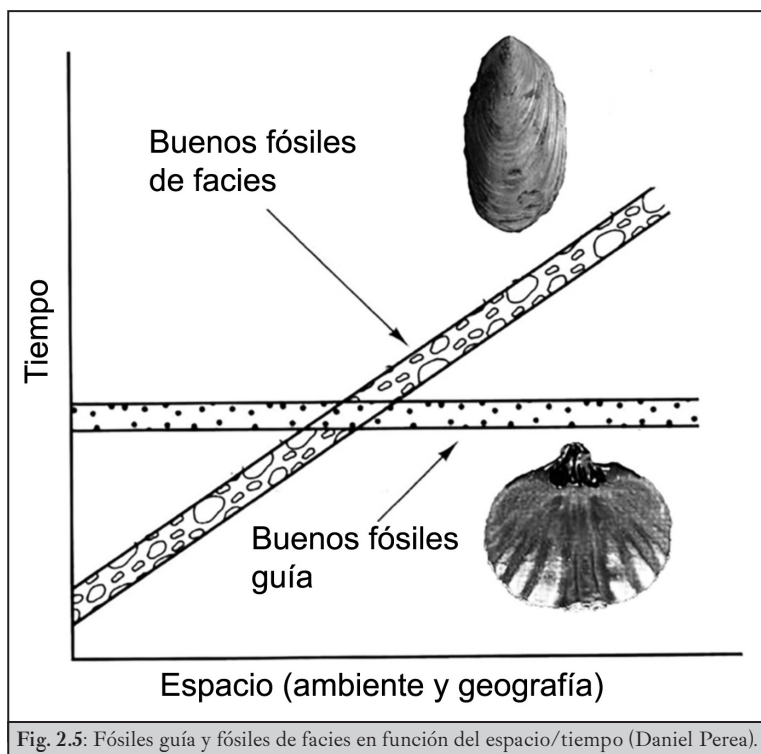 Buenos fósiles
de facies
Tiempo
Buenos fósiles
guía
Espacio (ambiente y geografía)
Fig. 2.5: Fósiles guía y fósiles de facies en función del espacio/tiempo (Daniel Perea).